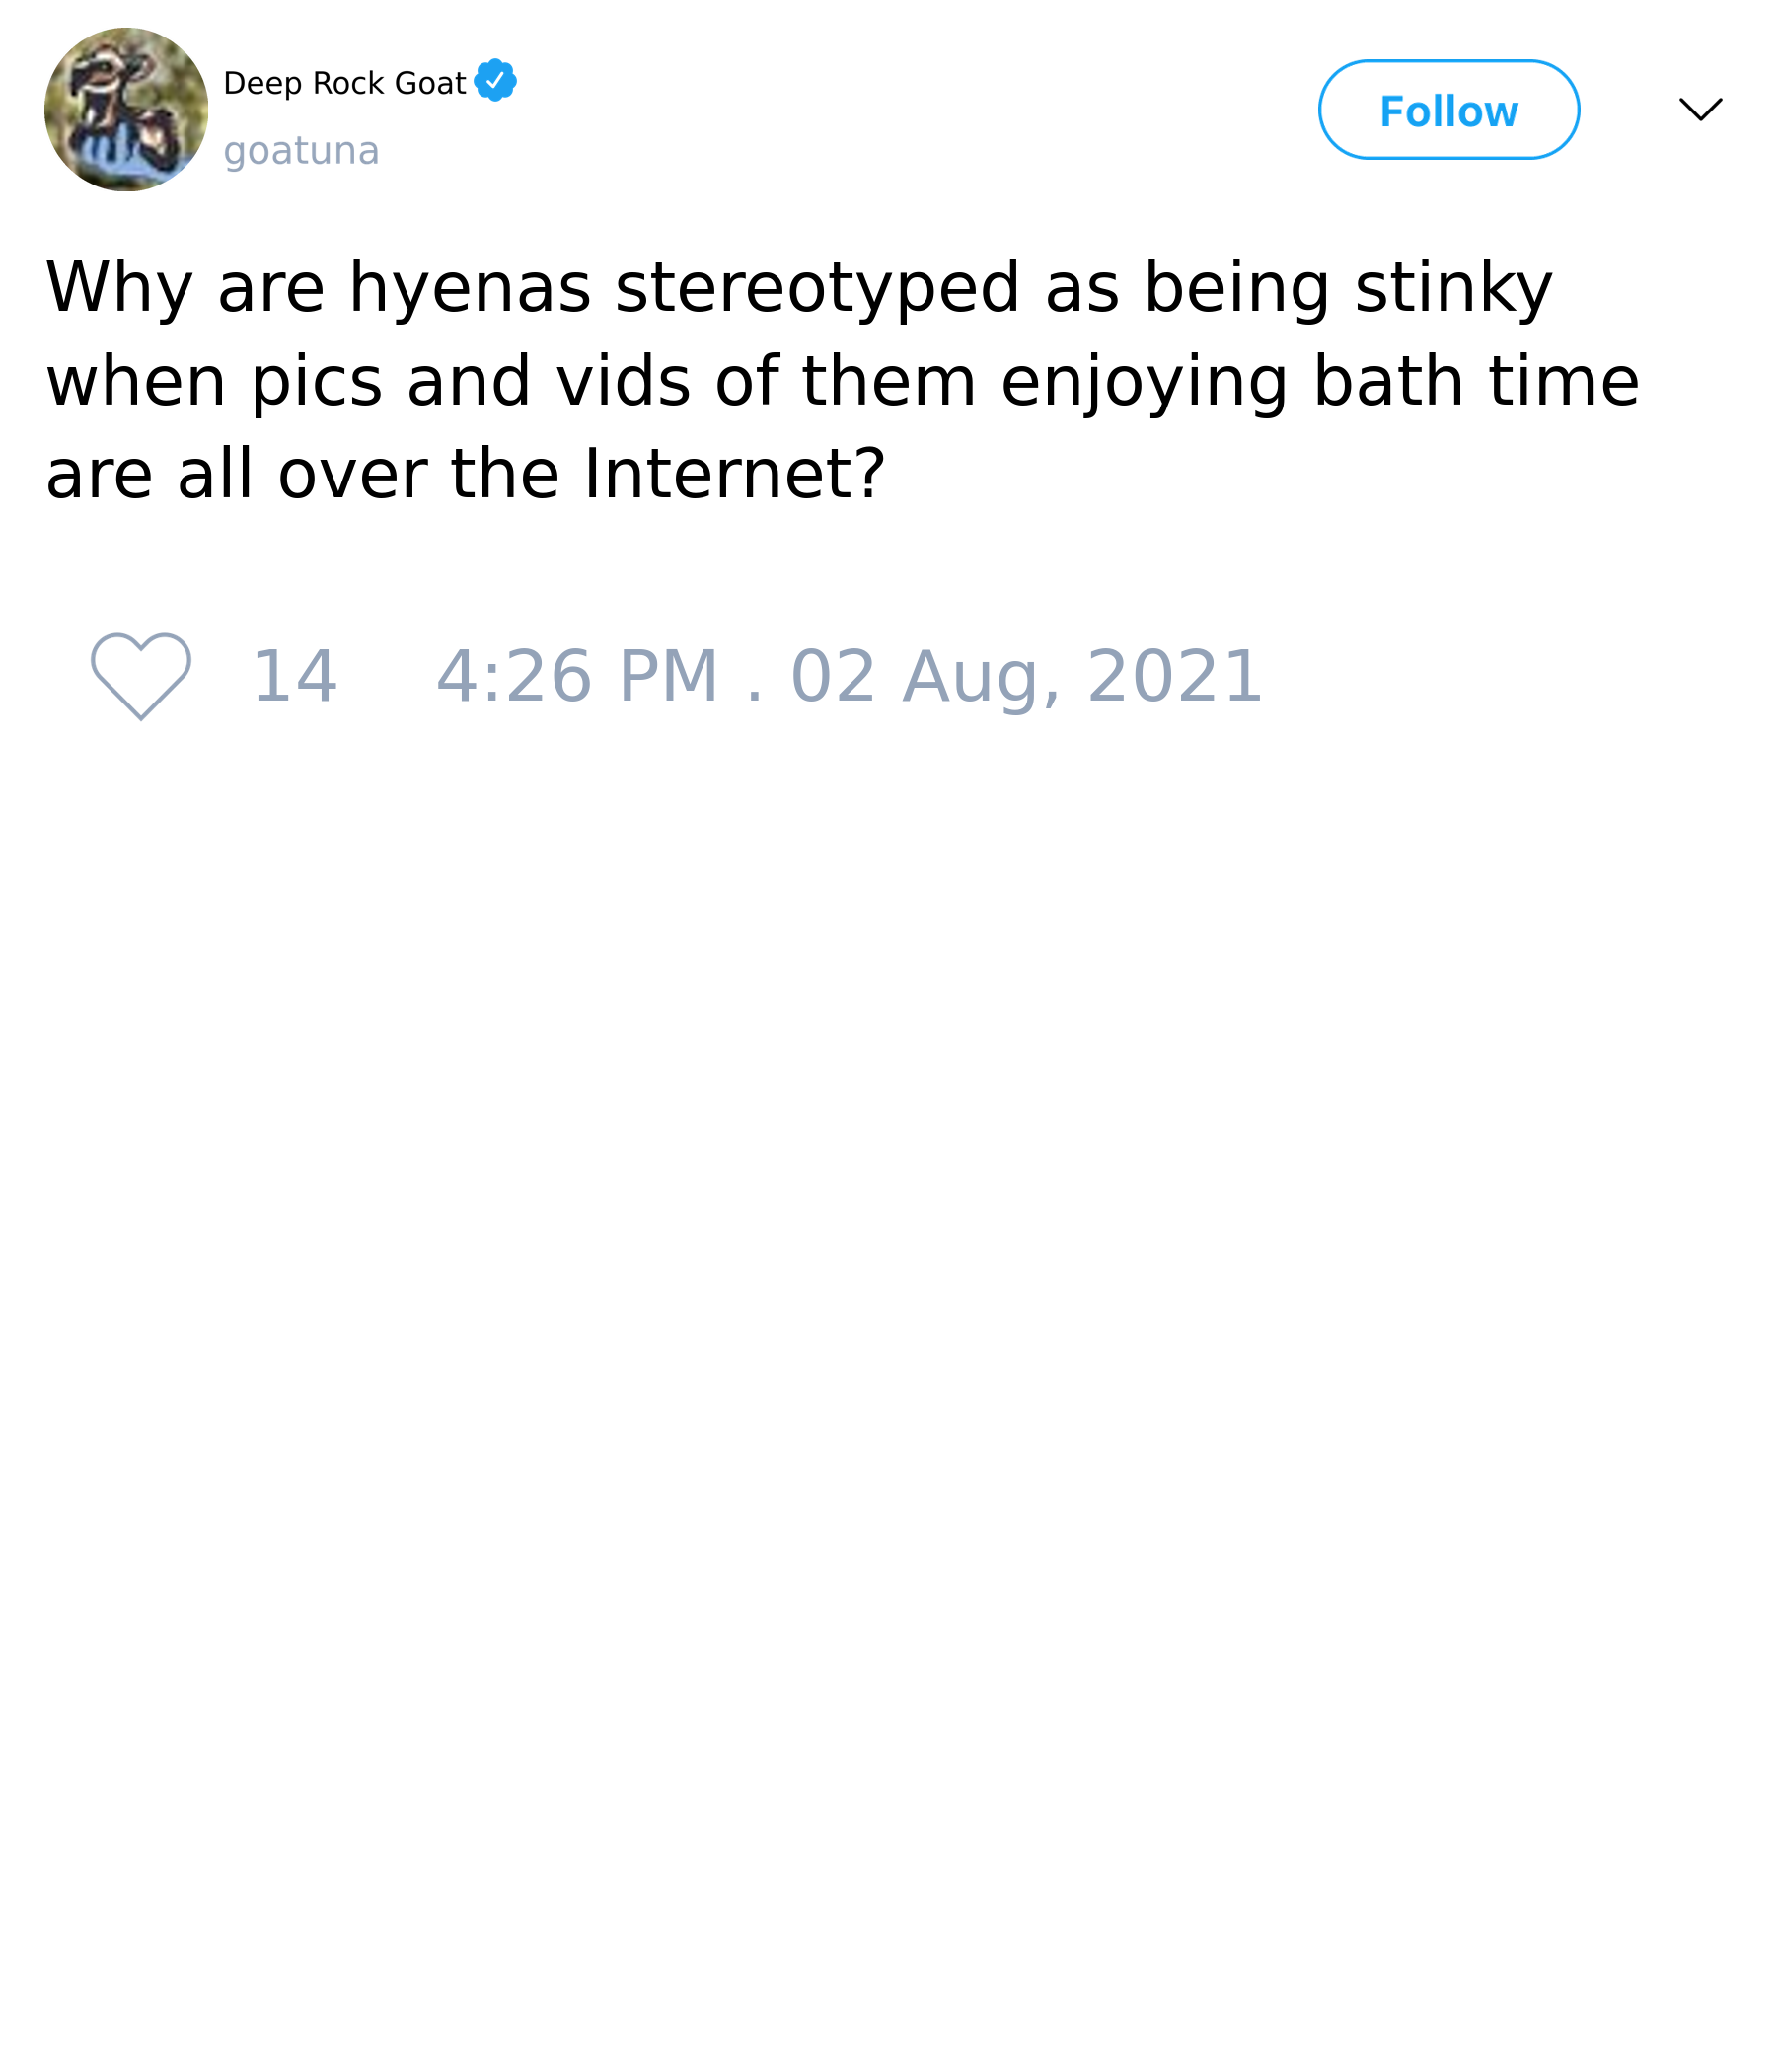 Deep Rock Goat
goatuna
Follow
Why are hyenas stereotyped as being stinky
when pics and vids of them enjoying bath time
are all over the Internet?
14 4:26 PM . 02 Aug, 2021